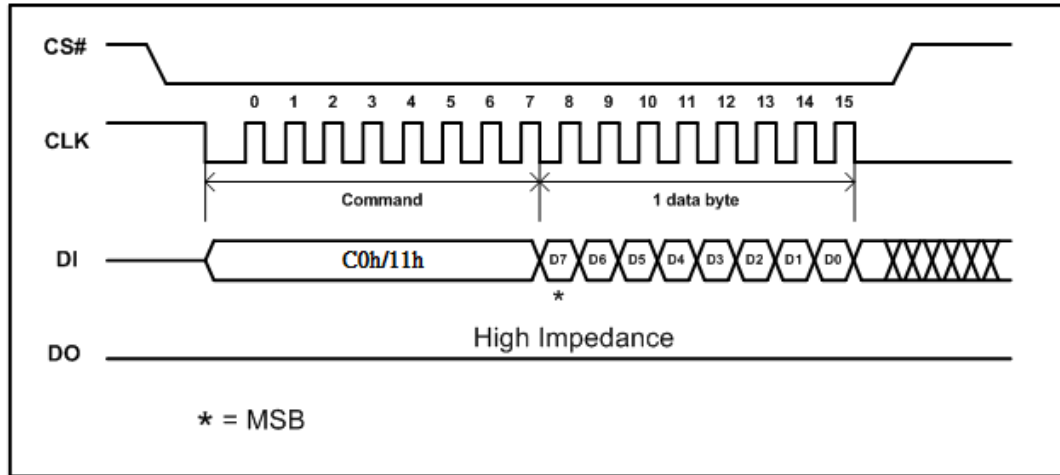 CS#
0 1 2 3 4 5 6 7 8 9 10 11 12 13 14 15
CLK
Command 1 data byte
DI C0h/11h D7 D6 D5 D4 D3 D2 D1 D0
*
High Impedance
DO
* = MSB